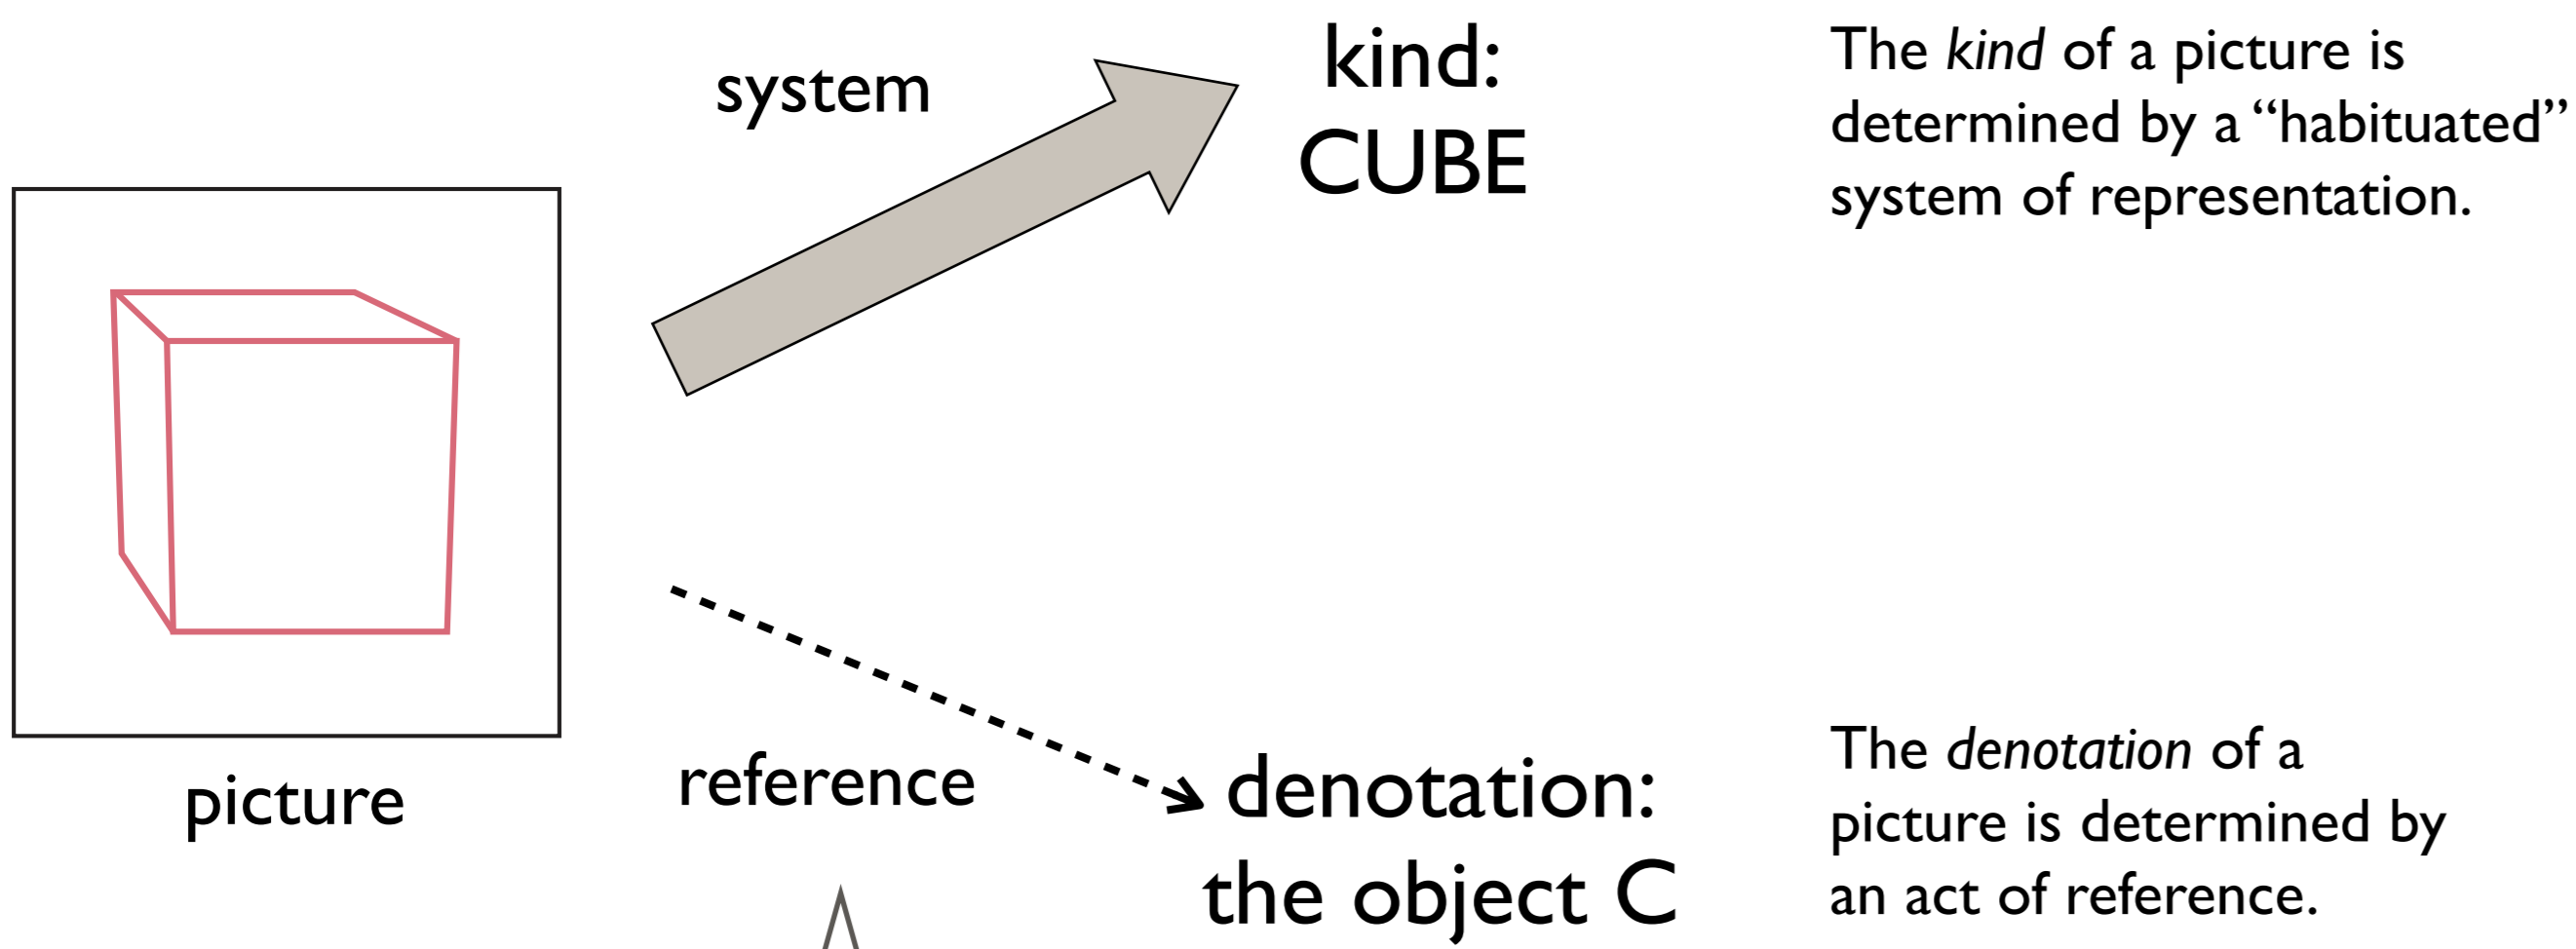 system
kind:
CUBE
The kind of a picture is
determined by a “habituated”
system of representation.
picture
reference
denotation:
the object C
The denotation of a
picture is determined by
an act of reference.